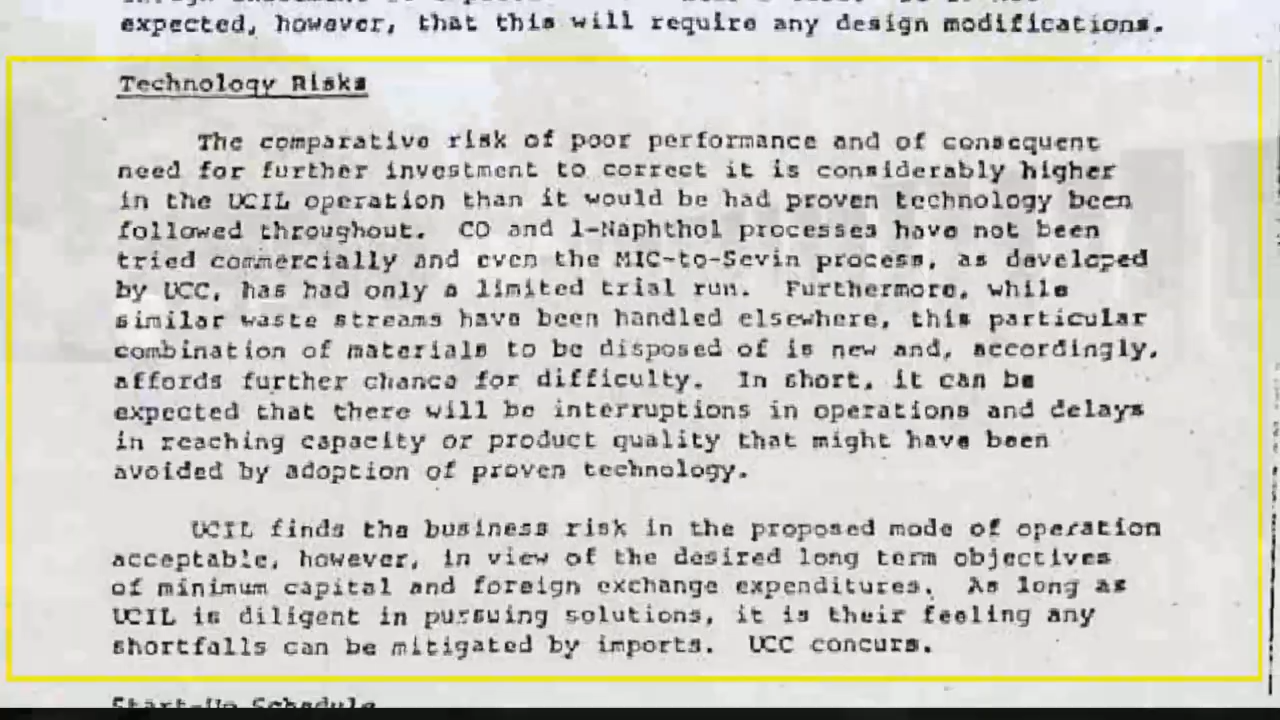 expected, however, that this will require any design modifications.
Technology Risks
The comparative risk of poor performance and of consequent
need for further investment to correct it is considerably higher
in the UCIL operation than it would be had proven technology been
followed throughout. CO and 1-Naphthol processes have not been
tried commercially and even the MIC-to-Sevin process, as developed
by UCC, has had only a limited trial run. Furthermore, while
similar waste streams have been handled elsewhere, this particular
combination of materials to be disposed of is new and, accordingly,
affords further chance for difficulty. In short, it can be
expected that there will be interruptions in operations and delays
in reaching capacity or product quality that might have been
avoided by adoption of proven technology.
UCIL finds the business risk in the proposed mode of operation
acceptable, however, in view of the desired long term objectives
of minimum capital and foreign exchange expenditures. As long as
UCIL is diligent in pursuing solutions, it is their feeling any
shortfalls can be mitigated by imports. UCC concurs.
Start-Up Schedule